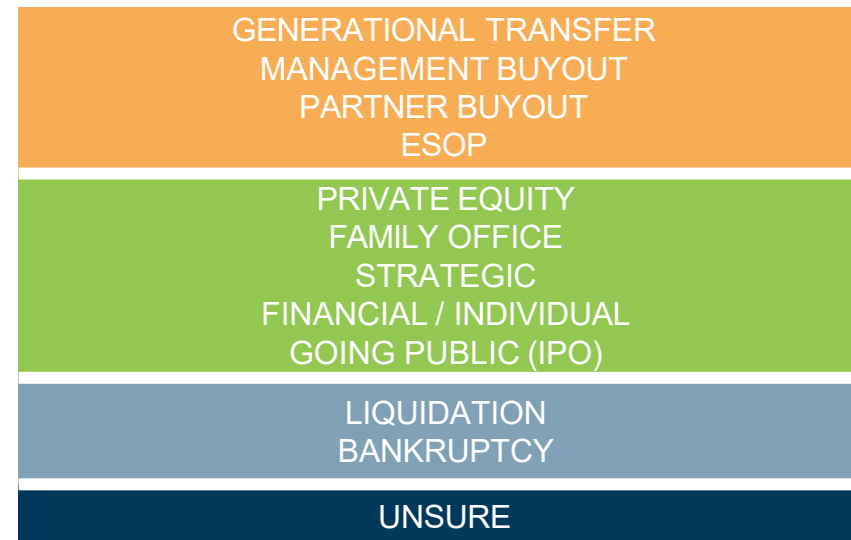 GENERATIONAL TRANSFER
MANAGEMENT BUYOUT
PARTNER BUYOUT
ESOP
PRIVATE EQUITY
FAMILY OFFICE
STRATEGIC
FINANCIAL / INDIVIDUAL
GOING PUBLIC (IPO)
LIQUIDATION
BANKRUPTCY
UNSURE